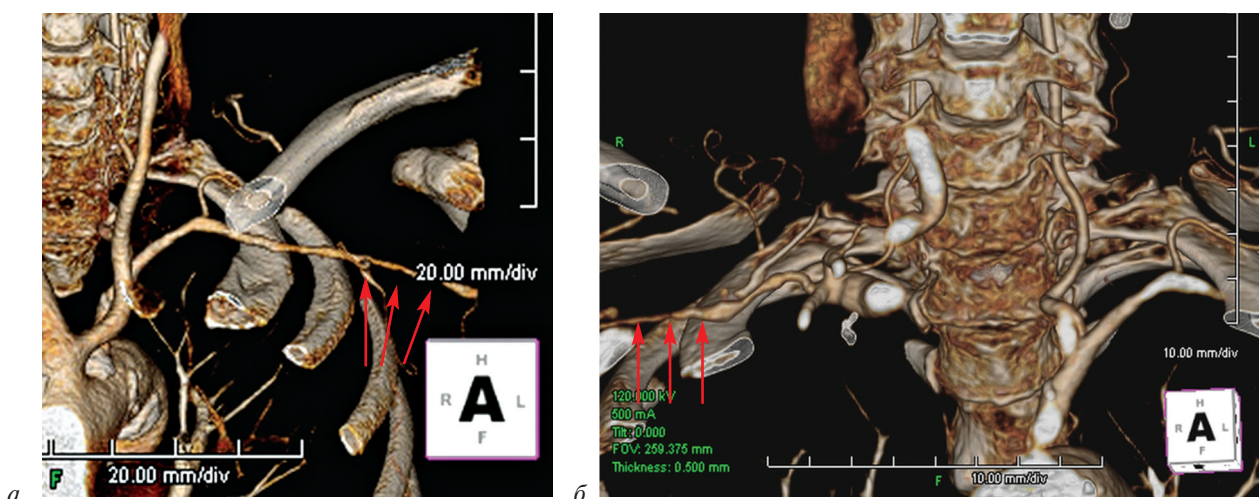 20.00 mm/div
H
R A L
F
F
20.00 mm/div
а
R
L
120.000 kV
500 mA
Tilt: 0.000
FOV: 259.375 mm
Thickness: 0.500 mm
10.00 mm/div
H
R A L
F
F
10.00 mm/div
б